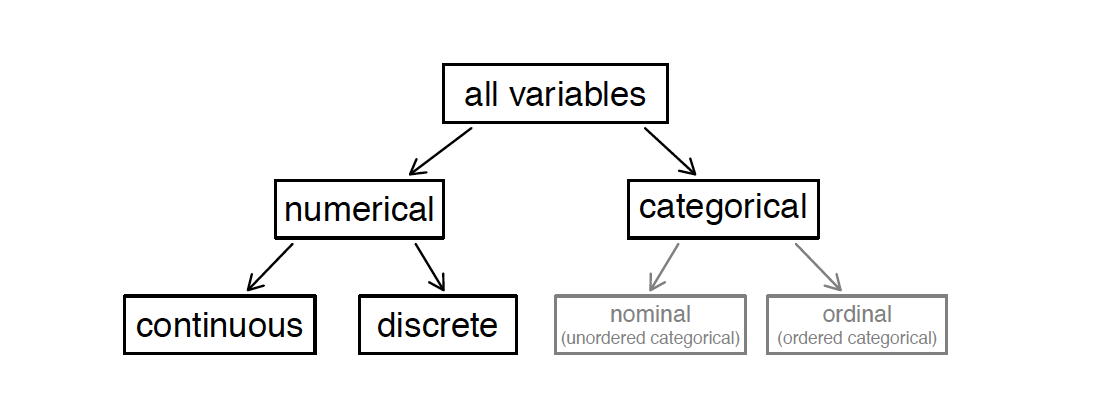 all variables
numerical
categorical
continuous
discrete
nominal
(unordered categorical)
ordinal
(ordered categorical)